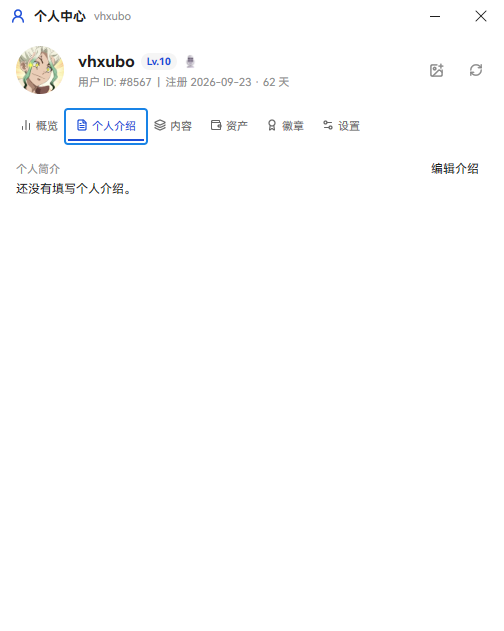 个人中心 vhxubo
vhxubo Lv.10
用户 ID: #8567 | 注册 2026-09-23 · 62 天
概览 个人介绍 内容 资产 徽章 设置
个人简介 编辑介绍
还没有填写个人介绍。